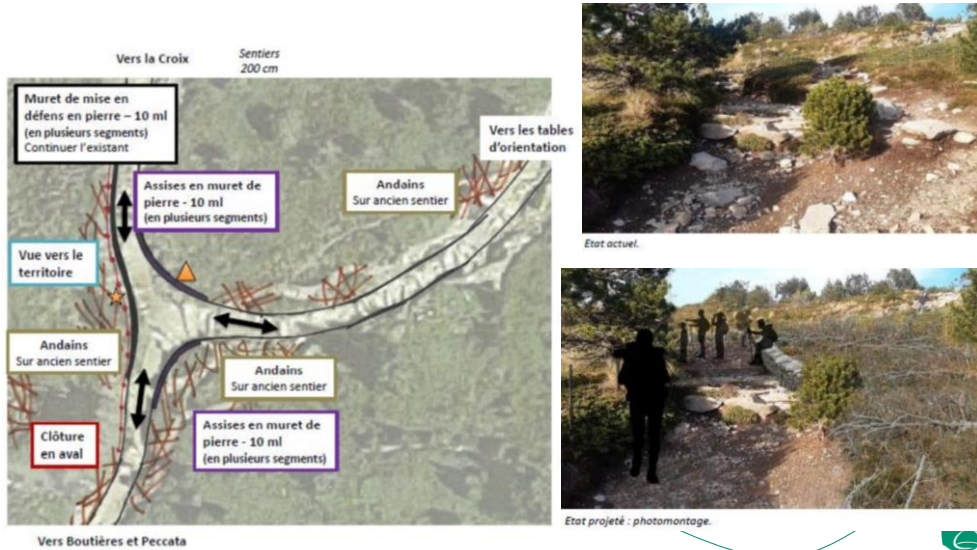 Vers la Croix
Sentiers
200 cm
Muret de mise en
défens en pierre – 10 ml
(en plusieurs segments)
Continuer l'existant
Vers les tables
d'orientation
Assises en muret de
pierre - 10 ml
(en plusieurs segments)
Andains
Sur ancien sentier
Vue vers le
territoire
Andains
Sur ancien sentier
Andains
Sur ancien sentier
Clôture
en aval
Assises en muret de
pierre - 10 ml
(en plusieurs segments)
Vers Boutières et Peccata
Etat actuel.
Etat projeté : photomontage.